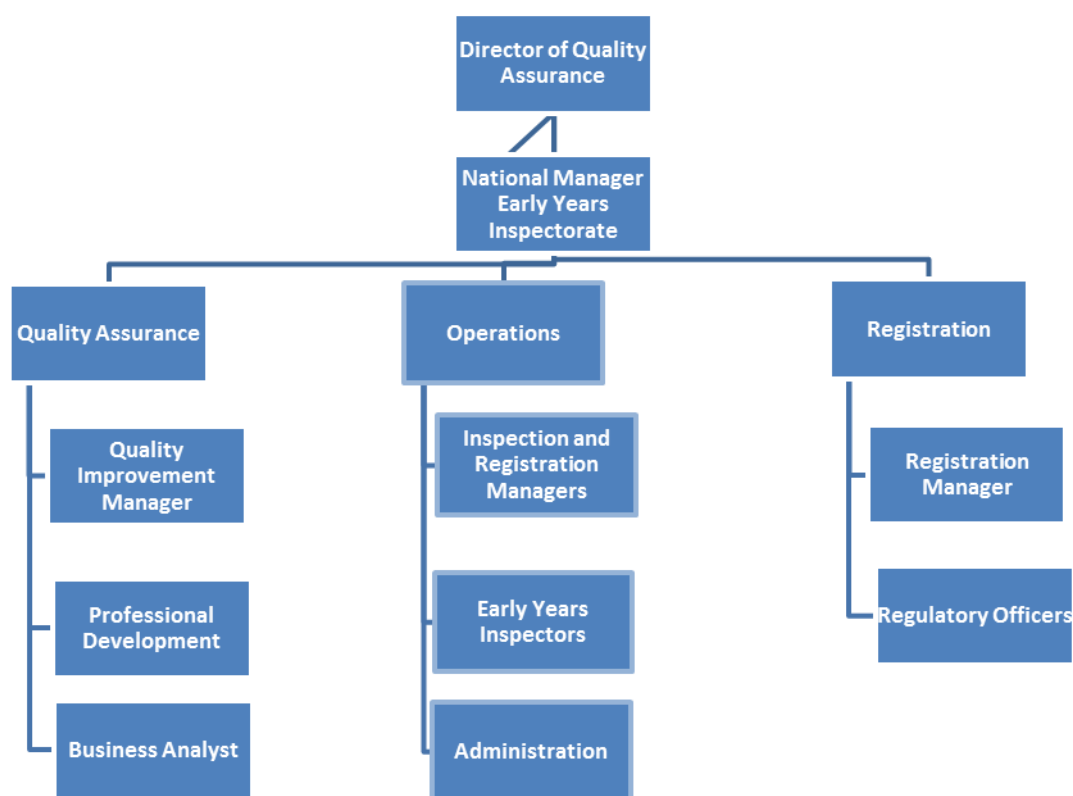 Director of Quality
Assurance
National Manager
Early Years
Inspectorate
Quality Assurance
Operations
Registration
Quality
Improvement
Manager
Inspection and
Registration
Managers
Registration
Manager
Professional
Development
Early Years
Inspectors
Regulatory Officers
Business Analyst
Administration